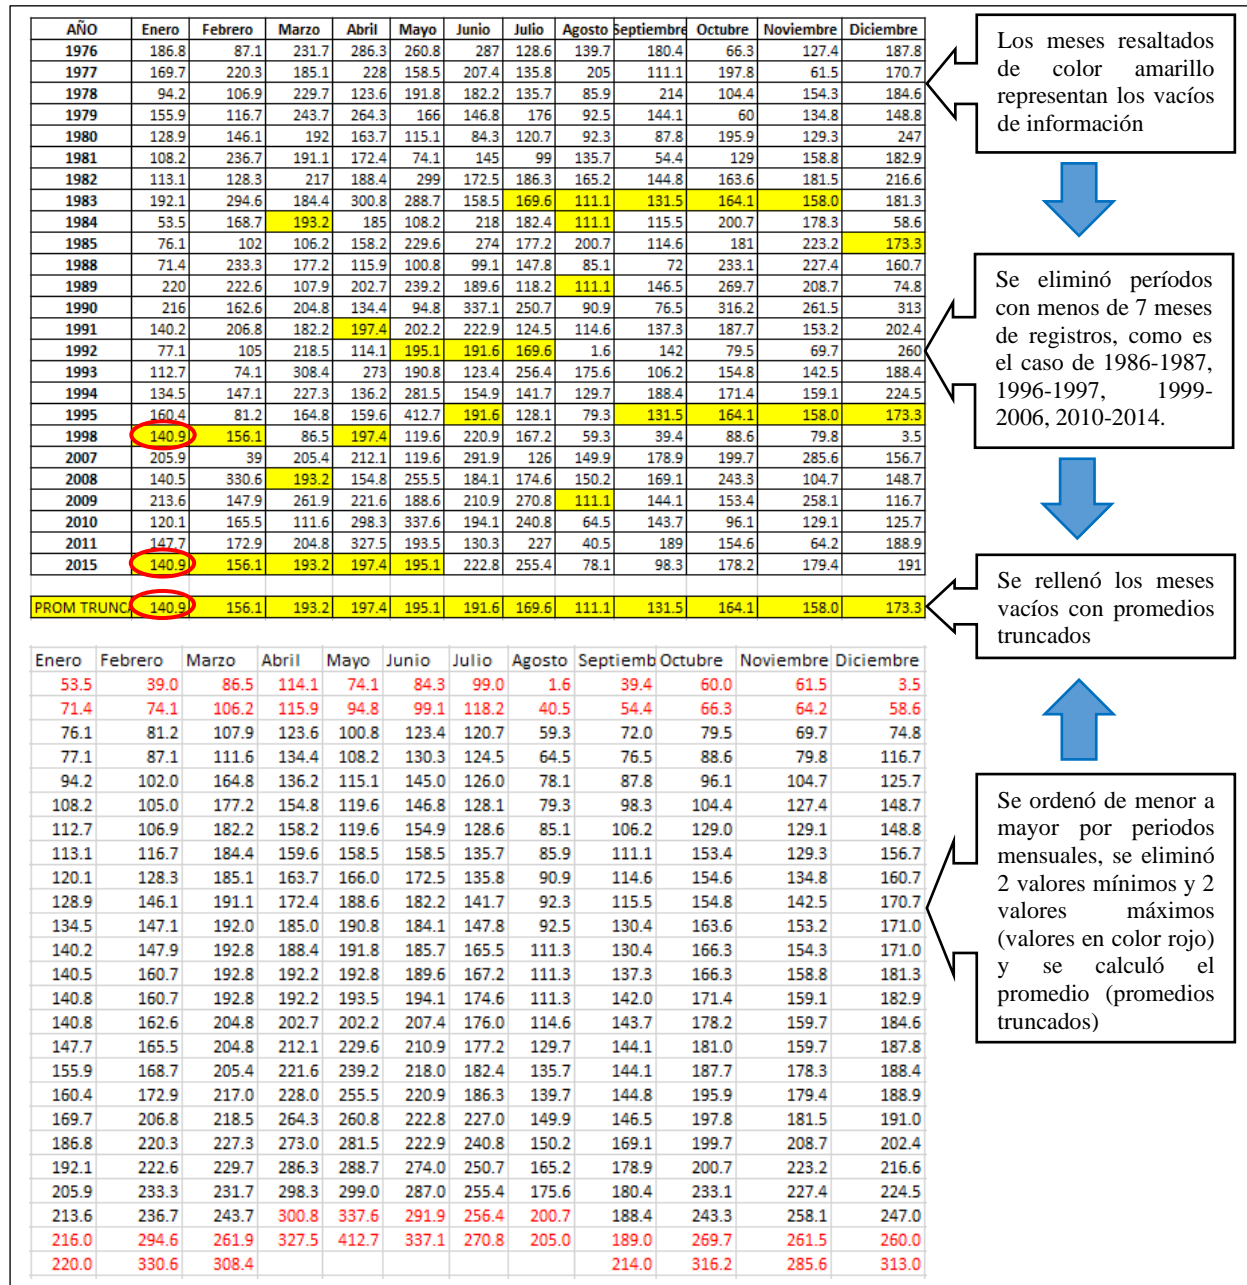 AÑO Enero Febrero Marzo Abril Mayo Junio Julio Agosto Septiembre Octubre Noviembre Diciembre
1976 186.8 87.1 231.7 286.3 260.8 287 128.6 139.7 180.4 66.3 127.4 187.8
1977 169.7 220.3 185.1 228 158.5 207.4 135.8 205 111.1 197.8 61.5 170.7
1978 94.2 106.9 229.7 123.6 191.8 182.2 135.7 85.9 214 104.4 154.3 184.6
1979 155.9 116.7 243.7 264.3 166 146.8 176 92.5 144.1 60 134.8 148.8
1980 128.9 146.1 192 163.7 115.1 84.3 120.7 92.3 87.8 195.9 129.3 247
1981 108.2 236.7 191.1 172.4 74.1 145 99 135.7 54.4 129 158.8 182.9
1982 113.1 128.3 217 188.4 299 172.5 186.3 165.2 144.8 163.6 181.5 216.6
1983 192.1 294.6 184.4 300.8 288.7 158.5 169.6 111.1 131.5 164.1 158.0 181.3
1984 53.5 168.7 193.2 185 108.2 218 182.4 111.1 115.5 200.7 178.3 58.6
1985 76.1 102 106.2 158.2 229.6 274 177.2 200.7 114.6 181 223.2 173.3
1988 71.4 233.3 177.2 115.9 100.8 99.1 147.8 85.1 72 233.1 227.4 160.7
1989 220 222.6 107.9 202.7 239.2 189.6 118.2 111.1 146.5 269.7 208.7 74.8
1990 216 162.6 204.8 134.4 94.8 337.1 250.7 90.9 76.5 316.2 261.5 313
1991 140.2 206.8 182.2 197.4 202.2 222.9 124.5 114.6 137.3 187.7 153.2 202.4
1992 77.1 105 218.5 114.1 195.1 191.6 169.6 1.6 142 79.5 69.7 260
1993 112.7 74.1 308.4 273 190.8 123.4 256.4 175.6 106.2 154.8 142.5 188.4
1994 134.5 147.1 227.3 136.2 281.5 154.9 141.7 129.7 188.4 171.4 159.1 224.5
1995 160.4 81.2 164.8 159.6 412.7 191.6 128.1 79.3 131.5 164.1 158.0 173.3
1998 140.9 156.1 86.5 197.4 119.6 220.9 167.2 59.3 39.4 88.6 79.8 3.5
2007 205.9 39 205.4 212.1 119.6 291.9 126 149.9 178.9 199.7 285.6 156.7
2008 140.5 330.6 193.2 154.8 255.5 184.1 174.6 150.2 169.1 243.3 104.7 148.7
2009 213.6 147.9 261.9 221.6 188.6 210.9 270.8 111.1 144.1 153.4 258.1 116.7
2010 120.1 165.5 111.6 298.3 337.6 194.1 240.8 64.5 143.7 96.1 129.1 125.7
2011 147.7 172.9 204.8 327.5 193.5 130.3 227 40.5 189 154.6 64.2 188.9
2015 140.9 156.1 193.2 197.4 195.1 222.8 255.4 78.1 98.3 178.2 179.4 191
PROM TRUNCA 140.9 156.1 193.2 197.4 195.1 191.6 169.6 111.1 131.5 164.1 158.0 173.3
Enero Febrero Marzo Abril Mayo Junio Julio Agosto Septiemb Octubre Noviembre Diciembre
53.5 39.0 86.5 114.1 74.1 84.3 99.0 1.6 39.4 60.0 61.5 3.5
71.4 74.1 106.2 115.9 94.8 99.1 118.2 40.5 54.4 66.3 64.2 58.6
76.1 81.2 107.9 123.6 100.8 123.4 120.7 59.3 72.0 79.5 69.7 74.8
77.1 87.1 111.6 134.4 108.2 130.3 124.5 64.5 76.5 88.6 79.8 116.7
94.2 102.0 164.8 136.2 115.1 145.0 126.0 78.1 87.8 96.1 104.7 125.7
108.2 105.0 177.2 154.8 119.6 146.8 128.1 79.3 98.3 104.4 127.4 148.7
112.7 106.9 182.2 158.2 119.6 154.9 128.6 85.1 106.2 129.0 129.1 148.8
113.1 116.7 184.4 159.6 158.5 158.5 135.7 85.9 111.1 153.4 129.3 156.7
120.1 128.3 185.1 163.7 166.0 172.5 135.8 90.9 114.6 154.6 134.8 160.7
128.9 146.1 191.1 172.4 188.6 182.2 141.7 92.3 115.5 154.8 142.5 170.7
134.5 147.1 192.0 185.0 190.8 184.1 147.8 92.5 130.4 163.6 153.2 171.0
140.2 147.9 192.8 188.4 191.8 185.7 165.5 111.3 130.4 166.3 154.3 171.0
140.5 160.7 192.8 192.2 192.8 189.6 167.2 111.3 137.3 166.3 158.8 181.3
140.8 160.7 192.8 192.2 193.5 194.1 174.6 111.3 142.0 171.4 159.1 182.9
140.8 162.6 204.8 202.7 202.2 207.4 176.0 114.6 143.7 178.2 159.7 184.6
147.7 165.5 204.8 212.1 229.6 210.9 177.2 129.7 144.1 181.0 159.7 187.8
155.9 168.7 205.4 221.6 239.2 218.0 182.4 135.7 144.1 187.7 178.3 188.4
160.4 172.9 217.0 228.0 255.5 220.9 186.3 139.7 144.8 195.9 179.4 188.9
169.7 206.8 218.5 264.3 260.8 222.8 227.0 149.9 146.5 197.8 181.5 191.0
186.8 220.3 227.3 273.0 281.5 222.9 240.8 150.2 169.1 199.7 208.7 202.4
192.1 222.6 229.7 286.3 288.7 274.0 250.7 165.2 178.9 200.7 223.2 216.6
205.9 233.3 231.7 298.3 299.0 287.0 255.4 175.6 180.4 233.1 227.4 224.5
213.6 236.7 243.7 300.8 337.6 291.9 256.4 200.7 188.4 243.3 258.1 247.0
216.0 294.6 261.9 327.5 412.7 337.1 270.8 205.0 189.0 269.7 261.5 260.0
220.0 330.6 308.4 214.0 316.2 285.6 313.0
Los meses resaltados
de color amarillo
representan los vacíos
de información
Se eliminó períodos
con menos de 7 meses
de registros, como es
el caso de 1986-1987,
1996-1997, 1999-
2006, 2010-2014.
Se rellenó los meses
vacíos con promedios
truncados
Se ordenó de menor a
mayor por periodos
mensuales, se eliminó
2 valores mínimos y 2
valores máximos
(valores en color rojo)
y se calculó el
promedio (promedios
truncados)